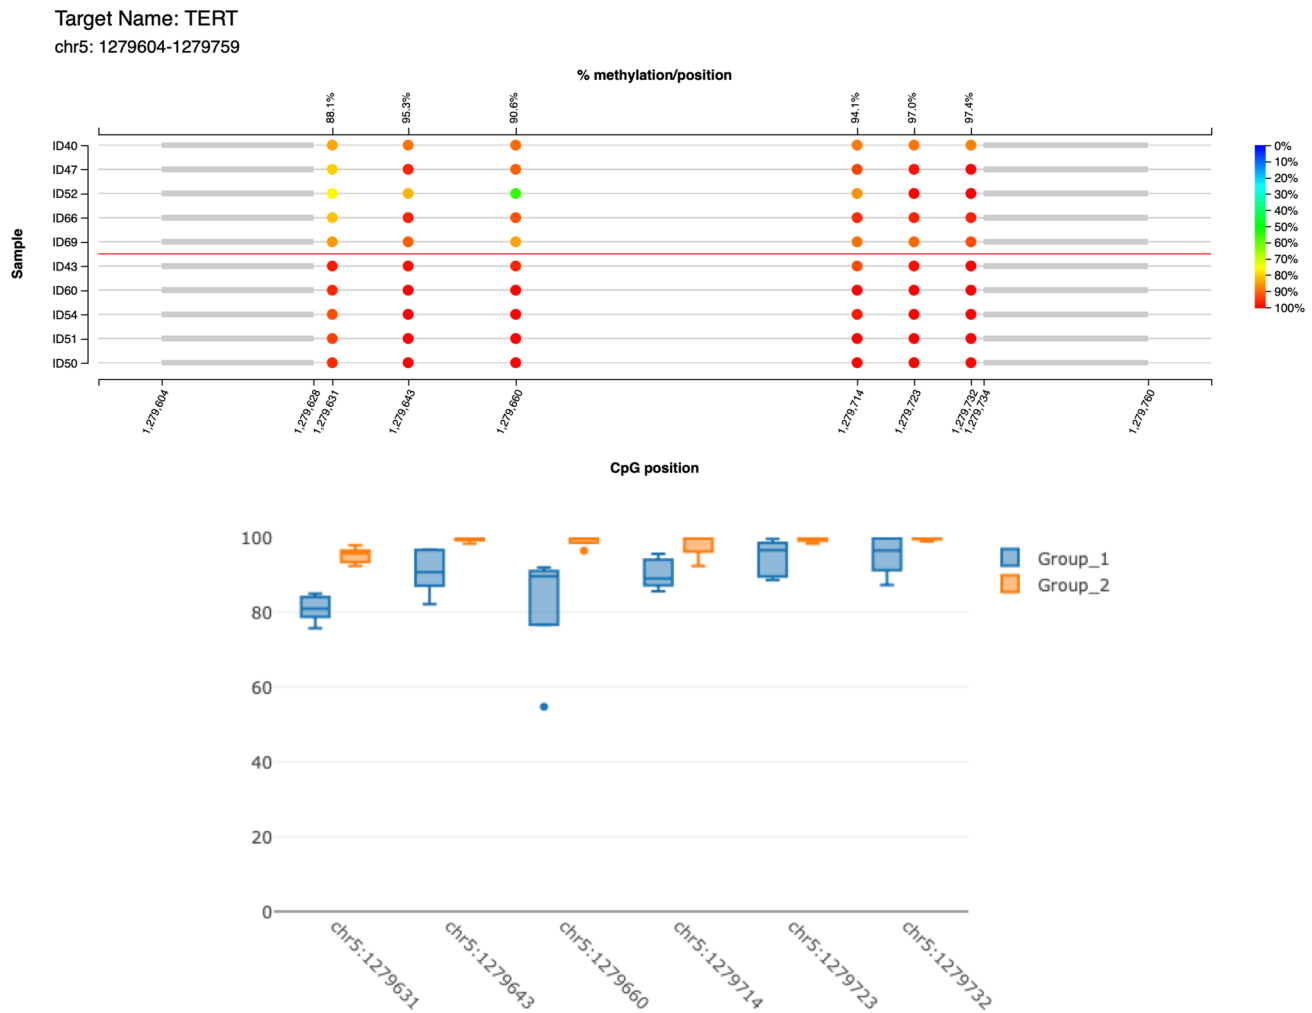 Target Name: TERT
chr5: 1279604-1279759
% methylation/position
88.1% 95.3% 90.6% 94.1% 97.0% 97.4%
Sample
ID40
ID47
ID52
ID66
ID69
ID43
ID60
ID54
ID51
ID50
0%
10%
20%
30%
40%
50%
60%
70%
80%
90%
100%
1,279,604 1,279,628 1,279,631 1,279,643 1,279,660 1,279,714 1,279,723 1,279,732 1,279,734 1,279,760
CpG position
100
80
60
40
20
0
Group_1
Group_2
chr5:1279631 chr5:1279643 chr5:1279660 chr5:1279714 chr5:1279723 chr5:1279732